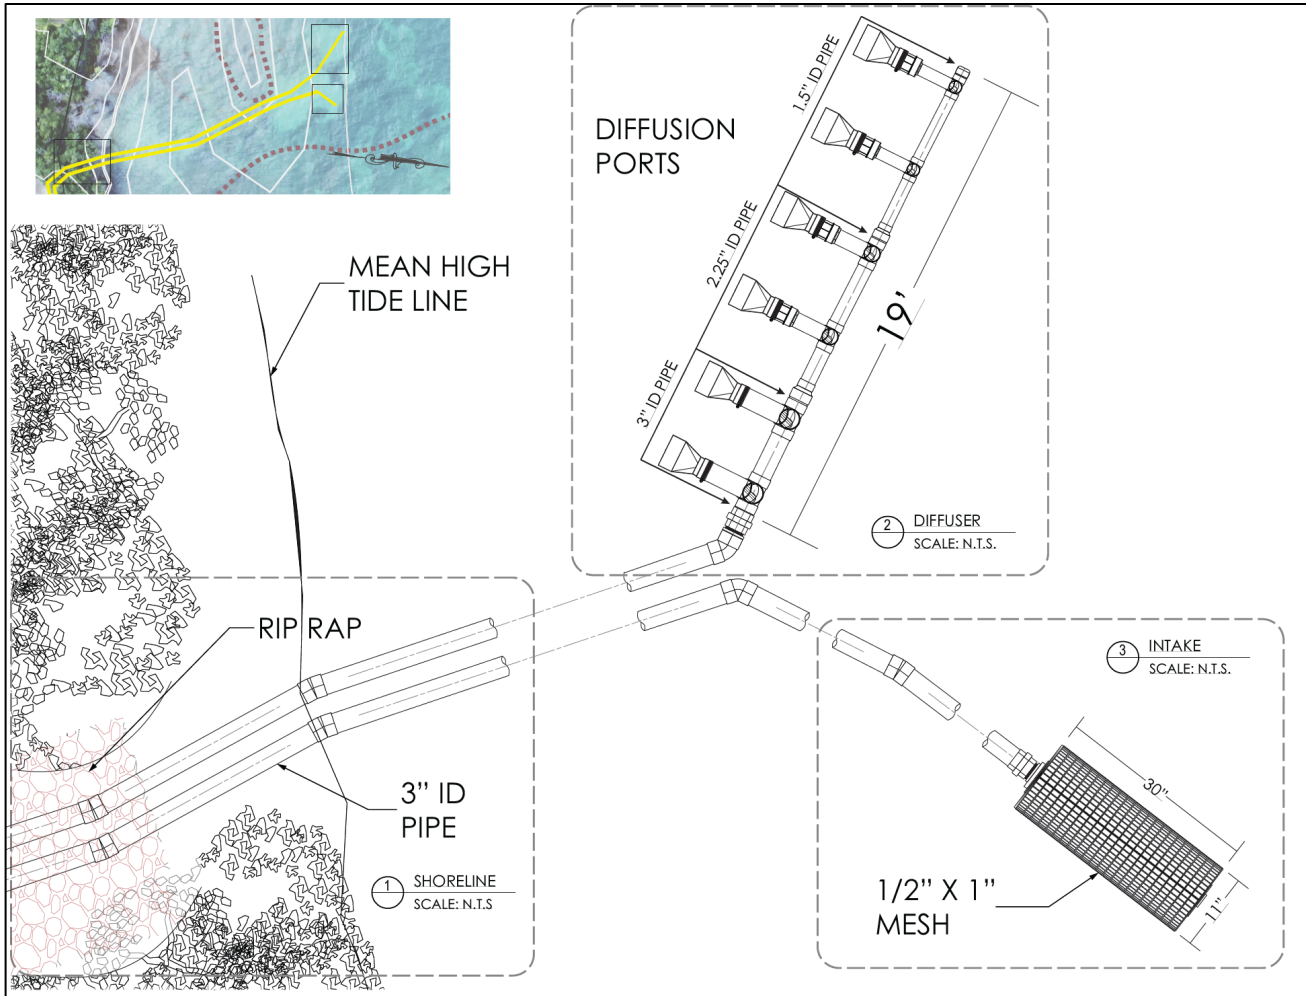 DIFFUSION
PORTS
1.5" ID PIPE
2.25" ID PIPE
3" ID PIPE
19'
2
DIFFUSER
SCALE: N.T.S.
MEAN HIGH
TIDE LINE
RIP RAP
3" ID
PIPE
1
SHORELINE
SCALE: N.T.S
3
INTAKE
SCALE: N.T.S.
30"
11"
1/2" X 1"
MESH